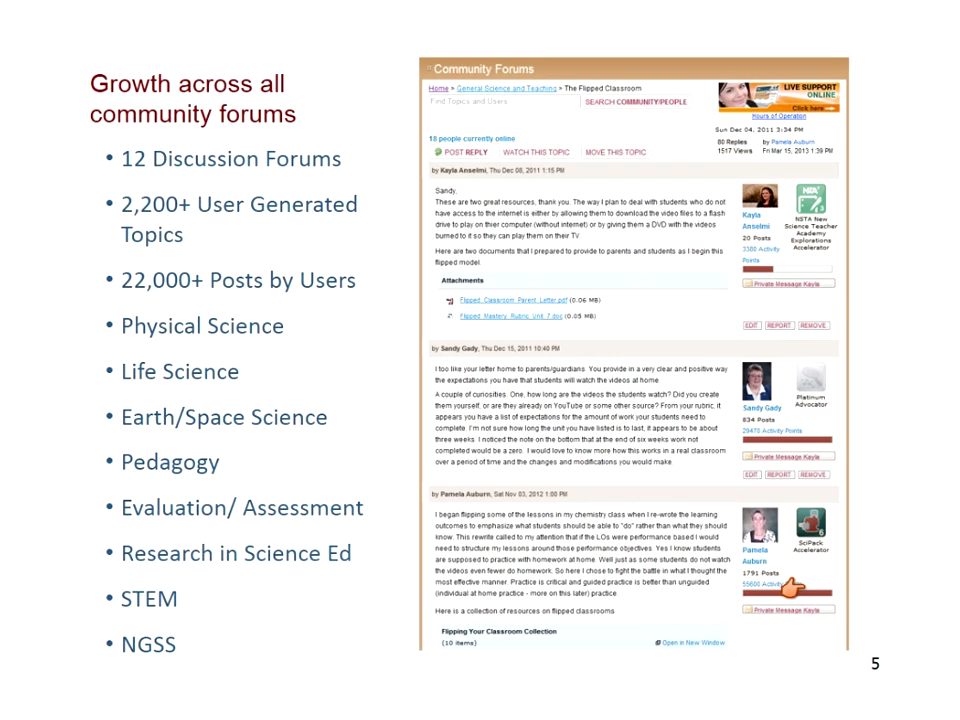 Growth across all
community forums
• 12 Discussion Forums
• 2,200+ User Generated
Topics
• 22,000+ Posts by Users
• Physical Science
• Life Science
• Earth/Space Science
• Pedagogy
• Evaluation/ Assessment
• Research in Science Ed
• STEM
• NGSS
Community Forums
Home > General Science and Teaching > The Flipped Classroom
Find Topics and Users
SEARCH COMMUNITY/PEOPLE
LIVE SUPPORT
ONLINE
Click here
Hours of Operation
Sun Dec 04, 2011 3:34 PM
18 people currently online
80 Replies by Pamela Auburn
1517 Views Fri Mar 15, 2013 1:39 PM
POST REPLY WATCH THIS TOPIC MOVE THIS TOPIC
by Kayla Anselmi, Thu Dec 08, 2011 1:15 PM
Sandy,
These are two great resources, thank you. The way I plan to deal with students who do not
have access to the internet is either by allowing them to download the video files to a flash
drive to play on thier computer (without internet) or by giving them a DVD with the videos
burned to it so they can play them on their TV.
Here are two documents that I prepared to provide to parents and students as I begin this
flipped model.
Attachments
Flipped_Classroom_Parent_Letter.pdf (0.06 MB)
Flipped_Mastery_Rubric_Unit_7.doc (0.05 MB)
Kayla
Anselmi
20 Posts
3380 Activity
Points
NSTA New
Science Teacher
Academy
Explorations
Accelerator
Private Message Kayla
EDIT REPORT REMOVE
by Sandy Gady, Thu Dec 15, 2011 10:40 PM
I too like your letter home to parents/guardians. You provide in a very clear and positive way
the expectations you have that students will watch the videos at home.
A couple of curiosities. One, how long are the videos the students watch? Did you create
them yourself, or are they already on YouTube or some other source? From your rubric, it
appears you have a list of expectations for the amount of work your students need to
complete. I'm not sure how long the unit you have listed is to last, it appears to be about
three weeks. I noticed the note on the bottom that at the end of six weeks work not
completed would be a zero. I would love to know more how this works in a real classroom
over a period of time and the changes and modifications you would make.
Sandy Gady
834 Posts
29470 Activity Points
Platinum
Advocator
Private Message Kayla
EDIT REPORT REMOVE
by Pamela Auburn, Sat Nov 03, 2012 1:00 PM
I began flipping some of the lessons in my chemistry class when I re-wrote the learning
outcomes to emphasize what students should be able to "do" rather than what they should
know. This rewrite called to my attention that if the LOs were performance based I would
need to structure my lessons around those performance objectives. Yes I know students
are supposed to practice with homework at home. Well just as some students do not watch
the videos even fewer do homework. So here I chose to fight the battle in what I thought the
most effective manner. Practice is critical and guided practice is better than unguided
(individual at home practice - more on this later) practice.
Here is a collection of resources on flipped classrooms
Flipping Your Classroom Collection
(10 items)
Open in New Window
Pamela
Auburn
1791 Posts
SciPack
Accelerator
Private Message Kayla
5